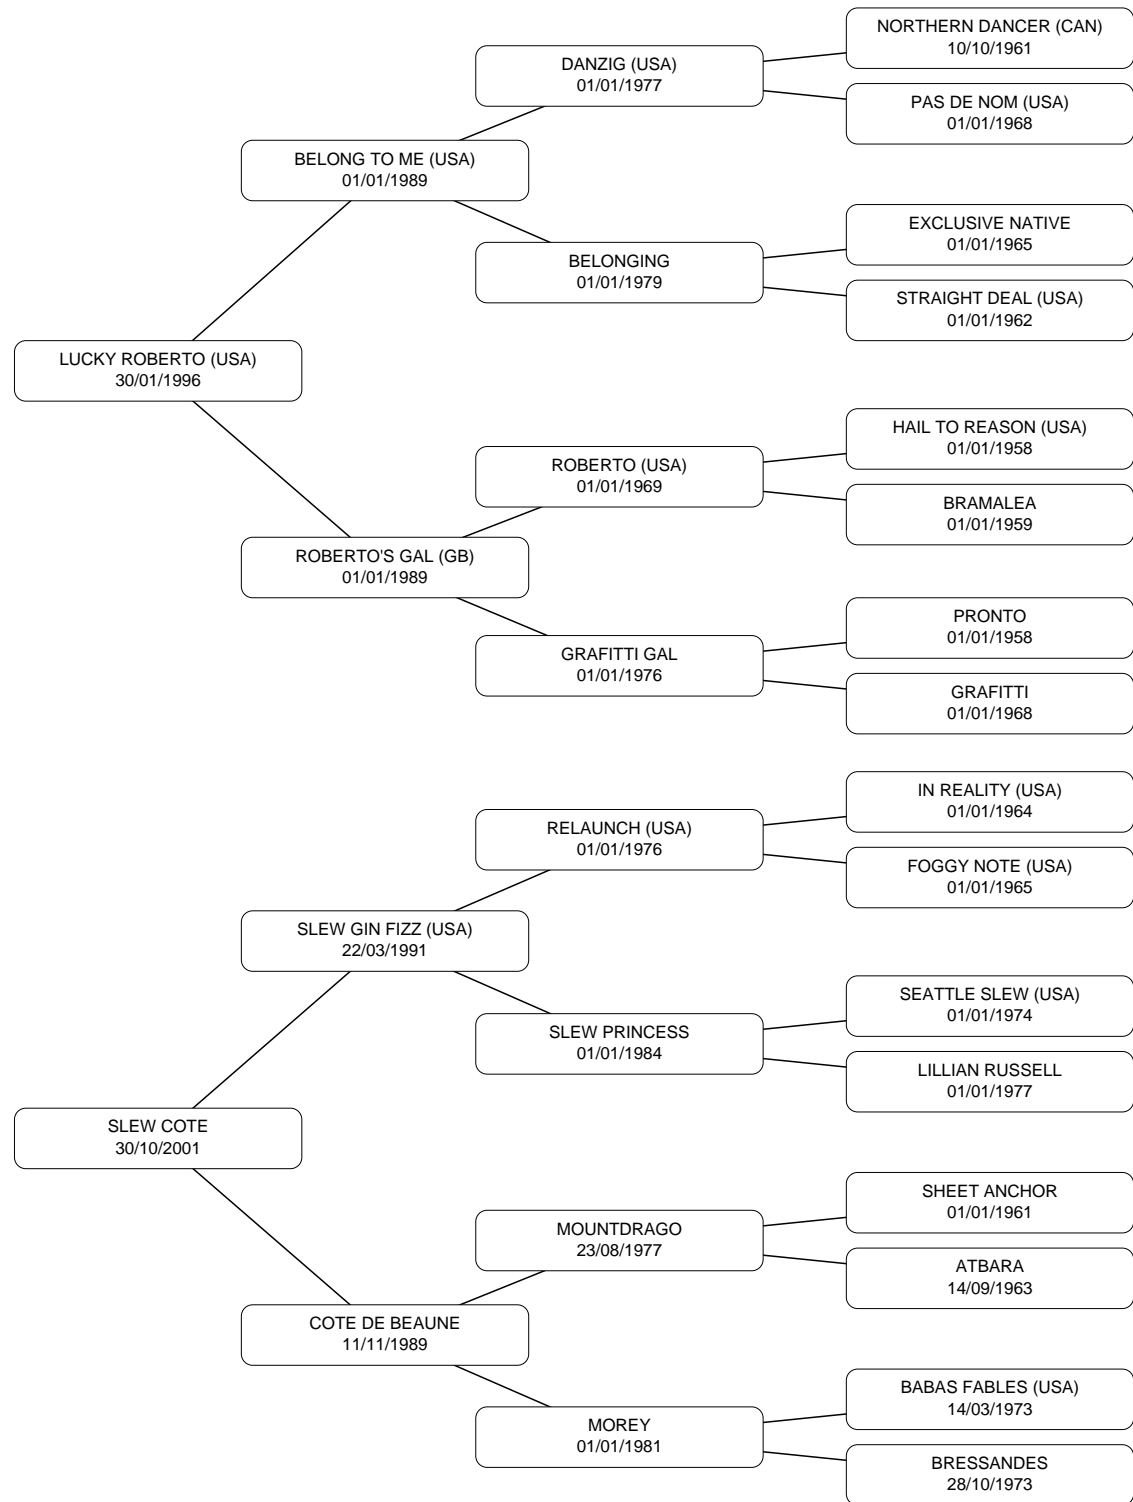 NORTHERN DANCER (CAN)
10/10/1961
DANZIG (USA)
01/01/1977
PAS DE NOM (USA)
01/01/1968
BELONG TO ME (USA)
01/01/1989
EXCLUSIVE NATIVE
01/01/1965
BELONGING
01/01/1979
STRAIGHT DEAL (USA)
01/01/1962
LUCKY ROBERTO (USA)
30/01/1996
HAIL TO REASON (USA)
01/01/1958
ROBERTO (USA)
01/01/1969
BRAMALEA
01/01/1959
ROBERTO'S GAL (GB)
01/01/1989
PRONTO
01/01/1958
GRAFITTI GAL
01/01/1976
GRAFITTI
01/01/1968
IN REALITY (USA)
01/01/1964
RELAUNCH (USA)
01/01/1976
FOGGY NOTE (USA)
01/01/1965
SLEW GIN FIZZ (USA)
22/03/1991
SEATTLE SLEW (USA)
01/01/1974
SLEW PRINCESS
01/01/1984
LILLIAN RUSSELL
01/01/1977
SLEW COTE
30/10/2001
SHEET ANCHOR
01/01/1961
MOUNTDRAGO
23/08/1977
ATBARA
14/09/1963
COTE DE BEAUNE
11/11/1989
BABAS FABLES (USA)
14/03/1973
MOREY
01/01/1981
BRESSANDES
28/10/1973